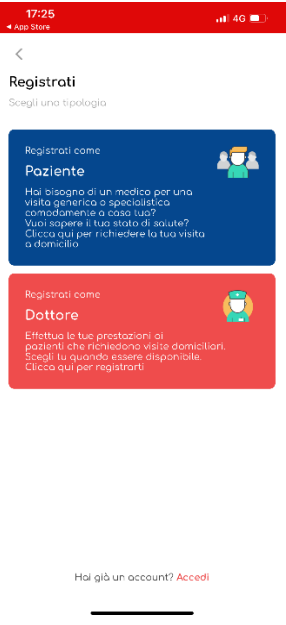 17:25
◀ App Store
4G
Registrati
Scegli una tipologia
Registrati come
Paziente
Hai bisogno di un medico per una
visita generica o specialistica
comodamente a casa tua?
Vuoi sapere il tuo stato di salute?
Clicca qui per richiedere la tua visita
a domicilio
Registrati come
Dottore
Effettua le tue prestazioni ai
pazienti che richiedono visite domiciliari.
Scegli tu quando essere disponibile.
Clicca qui per registrarti
Hai già un account? Accedi